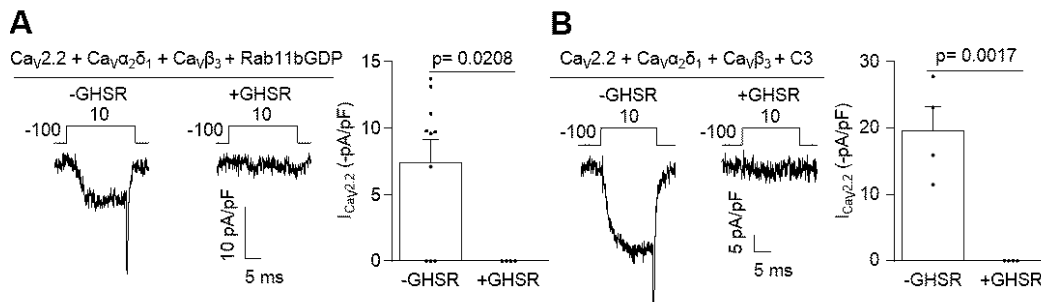 A
CaV2.2 + CaVα2δ1 + CaVβ3 + Rab11bGDP
-GHSR
+GHSR
-100
10
-100
10
10 pA/pF
5 ms
ICaV2.2 (-pA/pF)
15
10
5
0
p= 0.0208
-GHSR
+GHSR
B
CaV2.2 + CaVα2δ1 + CaVβ3 + C3
-GHSR
+GHSR
-100
10
-100
10
5 pA/pF
5 ms
ICaV2.2 (-pA/pF)
30
20
10
0
p= 0.0017
-GHSR
+GHSR